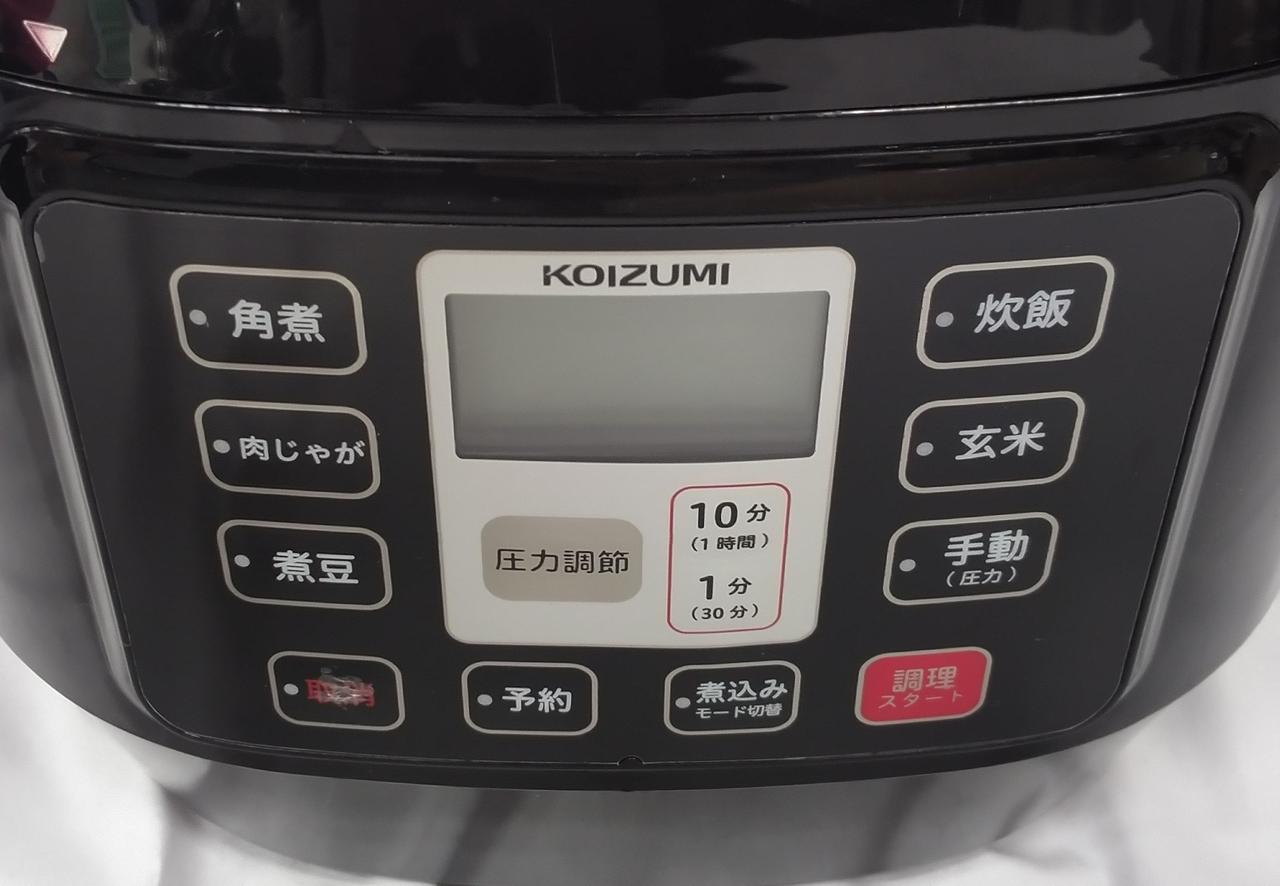 KOIZUMI
角煮
肉じゃが
煮豆
炊飯
玄米
手動
(圧力)
圧力調節
10分
(1時間)
1分
(30分)
取消
予約
煮込み
モード切替
調理
スタート